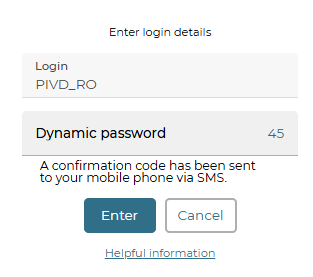 Enter login details
Login
PIVD_RO
Dynamic password 45
A confirmation code has been sent
to your mobile phone via SMS.
Enter Cancel
Helpful information